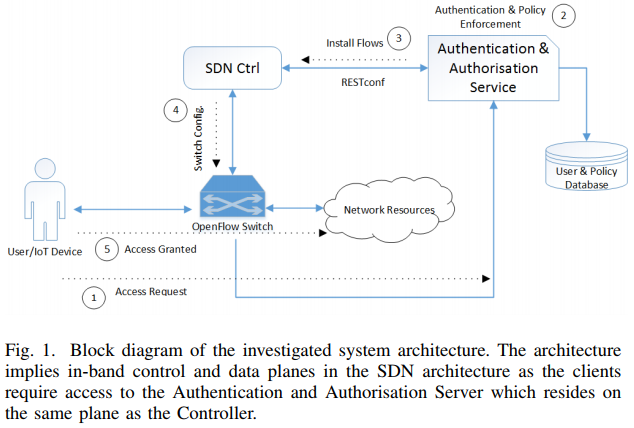 Authentication & Policy
Enforcement
2
Install Flows
3
Authentication &
Authorisation
Service
SDN Ctrl
RESTconf
4
Switch Config.
User & Policy
Database
Network Resources
OpenFlow Switch
User/IoT Device
5
Access Granted
1
Access Request
Fig. 1. Block diagram of the investigated system architecture. The architecture
implies in-band control and data planes in the SDN architecture as the clients
require access to the Authentication and Authorisation Server which resides on
the same plane as the Controller.